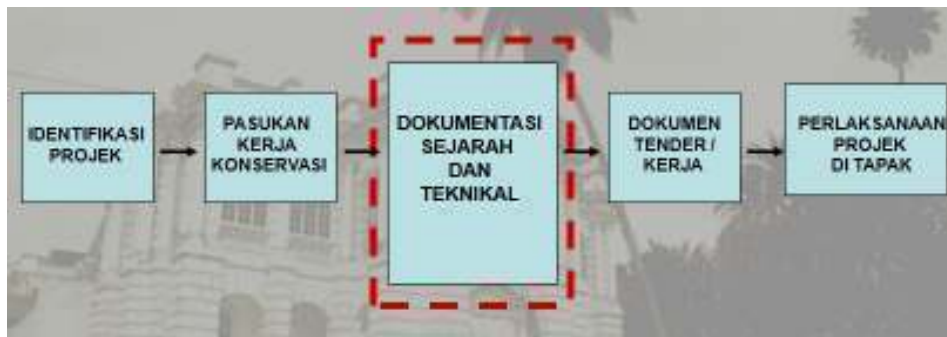 IDENTIFIKASI
PROJEK
PASUKAN
KERJA
KONSERVASI
DOKUMENTASI
SEJARAH
DAN
TEKNIKAL
DOKUMEN
TENDER /
KERJA
PERLAKSANAAN
PROJEK
DI TAPAK